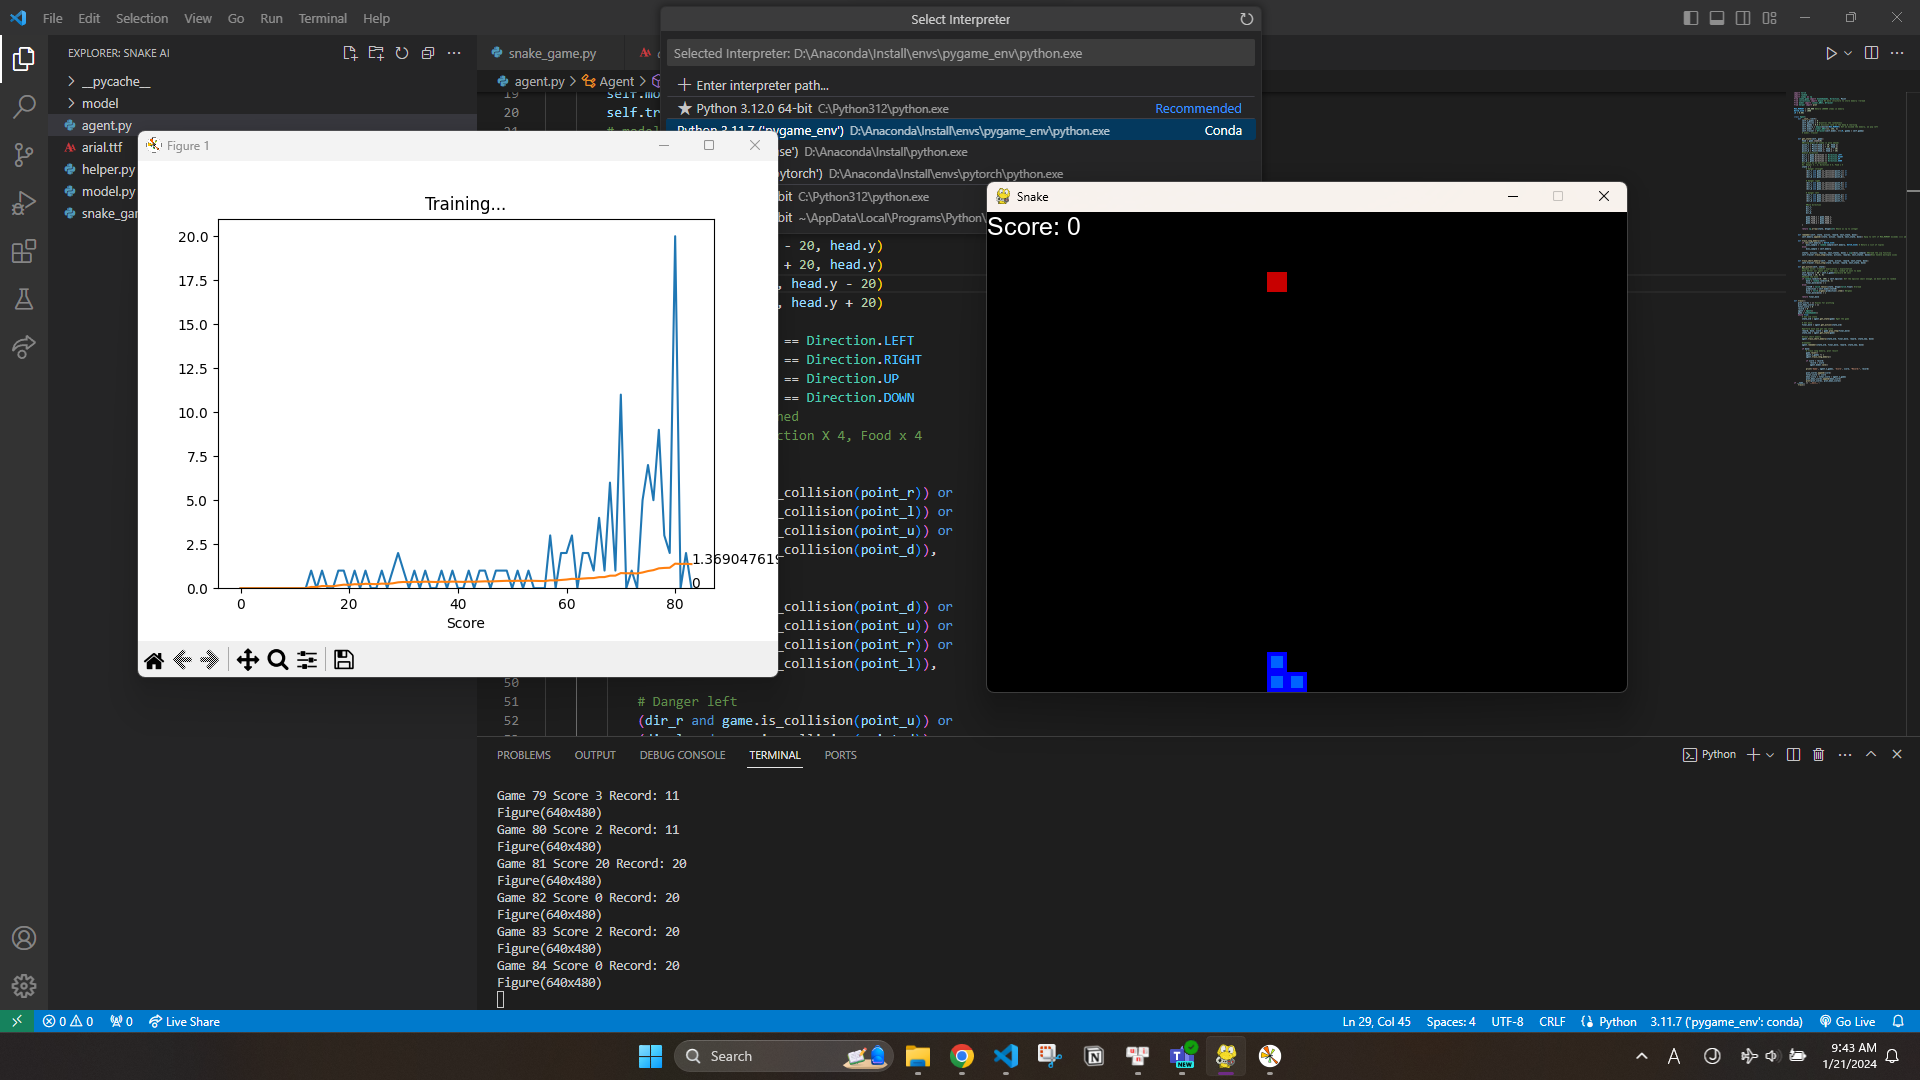 File Edit Selection View Go Run Terminal Help
Select Interpreter
EXPLORER: SNAKE AI
__pycache__
model
agent.py
arial.ttf
helper.py
model.py
snake_gam
snake_game.py
agent.py > Agent >
Selected Interpreter: D:\Anaconda\Install\envs\pygame_env\python.exe
Enter interpreter path...
Python 3.12.0 64-bit C:\Python312\python.exe Recommended
Python 3.11.7 ('pygame_env') D:\Anaconda\Install\envs\pygame_env\python.exe Conda
se') D:\Anaconda\Install\python.exe
ytorch') D:\Anaconda\Install\envs\pytorch\python.exe
bit C:\Python312\python.exe
bit ~\AppData\Local\Programs\Python\
19 self.mo
20 self.tr
21 # model
- 20, head.y)
+ 20, head.y)
, head.y - 20)
, head.y + 20)
== Direction.LEFT
== Direction.RIGHT
== Direction.UP
== Direction.DOWN
ned
ction X 4, Food x 4
_collision(point_r)) or
_collision(point_l)) or
_collision(point_u)) or
_collision(point_d)),
_collision(point_d)) or
_collision(point_u)) or
_collision(point_r)) or
_collision(point_l)),
50
51 # Danger left
52 (dir_r and game.is_collision(point_u)) or
Figure 1
Training...
20.0
17.5
15.0
12.5
10.0
7.5
5.0
2.5
0.0
1.369047619
0
0 20 40 60 80
Score
Snake
Score: 0
PROBLEMS OUTPUT DEBUG CONSOLE TERMINAL PORTS
Python
Game 79 Score 3 Record: 11
Figure(640x480)
Game 80 Score 2 Record: 11
Figure(640x480)
Game 81 Score 20 Record: 20
Figure(640x480)
Game 82 Score 0 Record: 20
Figure(640x480)
Game 83 Score 2 Record: 20
Figure(640x480)
Game 84 Score 0 Record: 20
Figure(640x480)
0 0 0 Live Share
Ln 29, Col 45 Spaces: 4 UTF-8 CRLF Python 3.11.7 ('pygame_env': conda) Go Live
Search
NEW
9:43 AM
1/21/2024